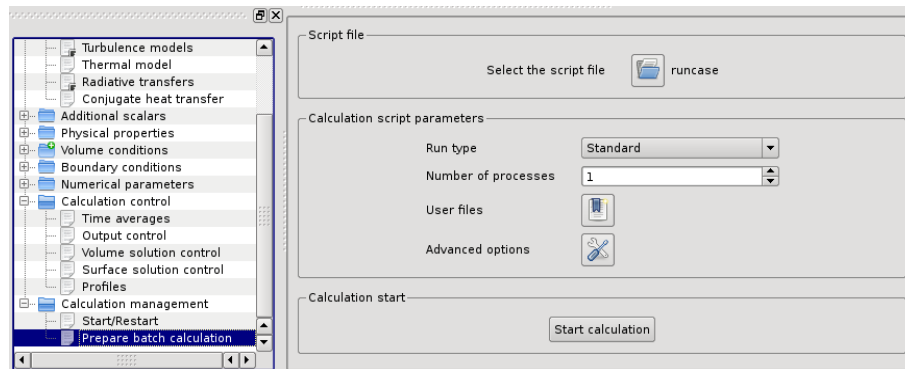 Turbulence models
Thermal model
Radiative transfers
Conjugate heat transfer
Additional scalars
Physical properties
Volume conditions
Boundary conditions
Numerical parameters
Calculation control
Time averages
Output control
Volume solution control
Surface solution control
Profiles
Calculation management
Start/Restart
Prepare batch calculation
Script file
Select the script file runcase
Calculation script parameters
Run type Standard
Number of processes 1
User files
Advanced options
Calculation start
Start calculation